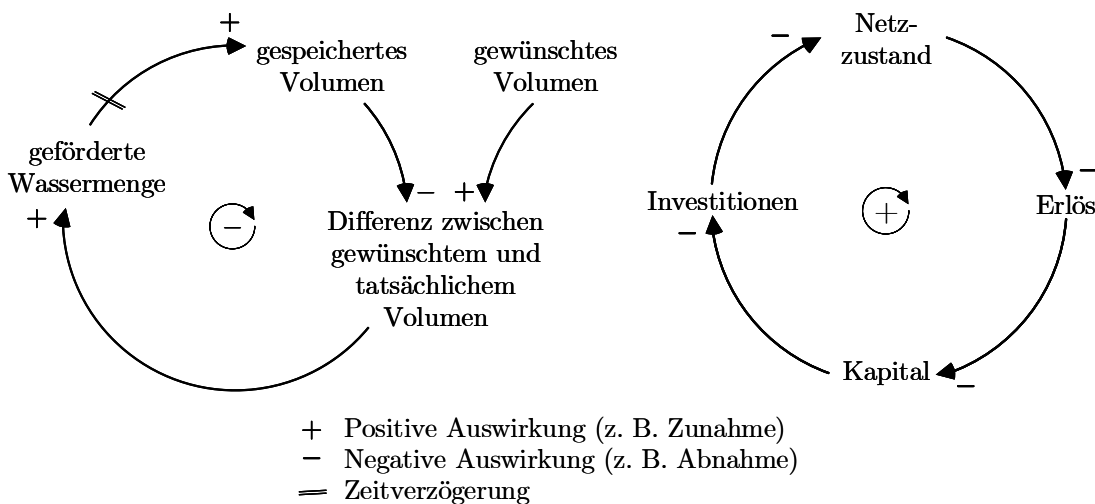 +
gespeichertes
Volumen
gewünschtes
Volumen
geförderte
Wassermenge
+
−
− +
Differenz zwischen
gewünschtem und
tatsächlichem
Volumen
−
Netz-
zustand
−
Erlös
−
Kapital
−
Investitionen
+
+ Positive Auswirkung (z. B. Zunahme)
− Negative Auswirkung (z. B. Abnahme)
Zeitverzögerung